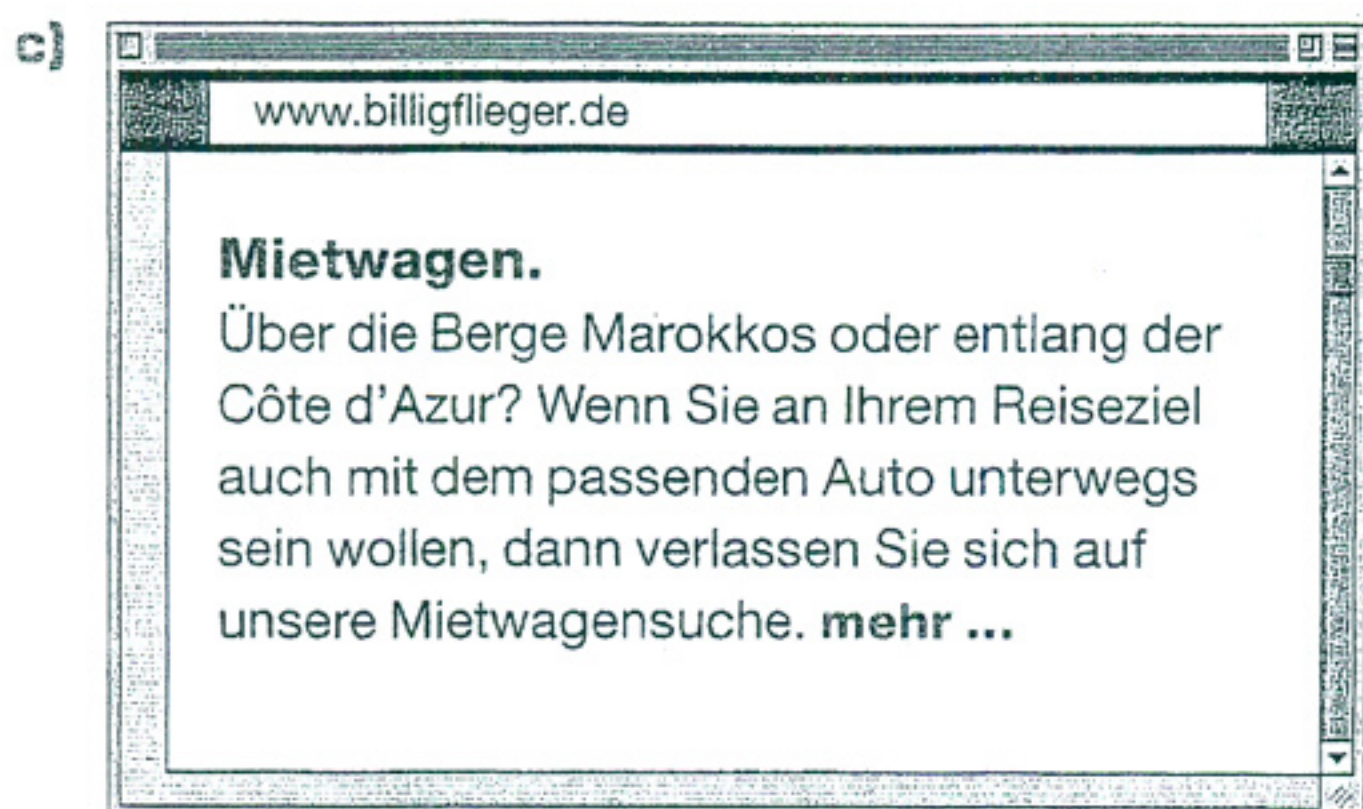 c)
www.billigflieger.de
Mietwagen.
Über die Berge Marokkos oder entlang der
Côte d'Azur? Wenn Sie an Ihrem Reiseziel
auch mit dem passenden Auto unterwegs
sein wollen, dann verlassen Sie sich auf
unsere Mietwagensuche. mehr ...